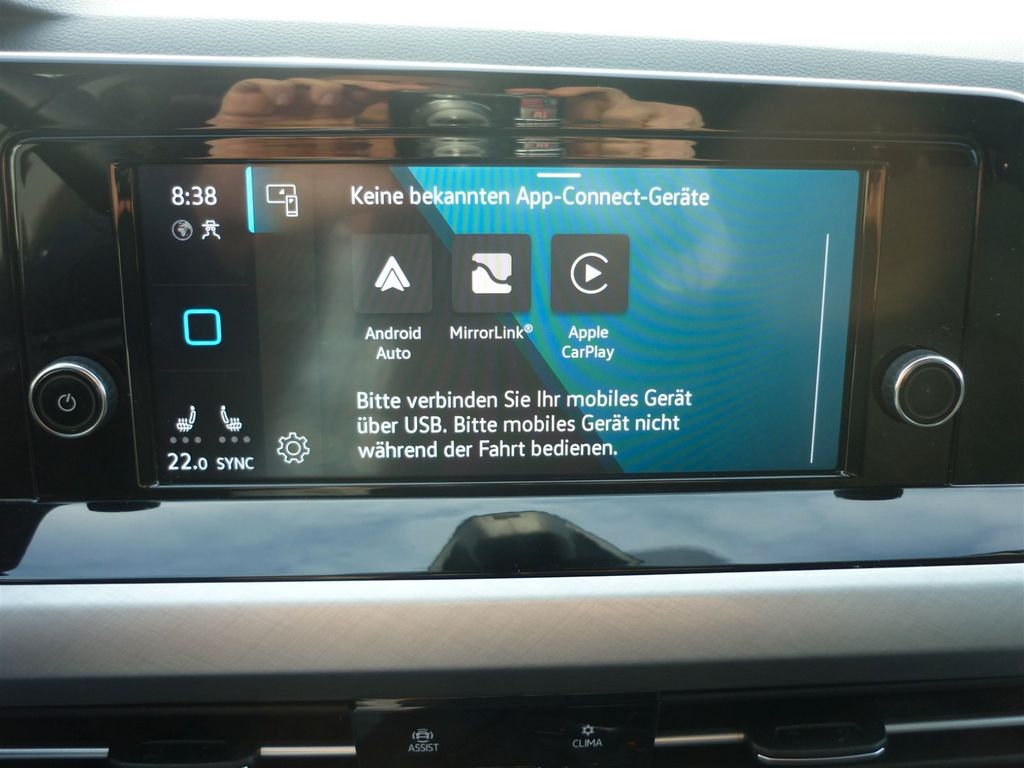 8:38
Keine bekannten App-Connect-Geräte
Android
Auto
MirrorLink®
Apple
CarPlay
Bitte verbinden Sie Ihr mobiles Gerät
über USB. Bitte mobiles Gerät nicht
während der Fahrt bedienen.
22.0 SYNC
ASSIST
CLIMA